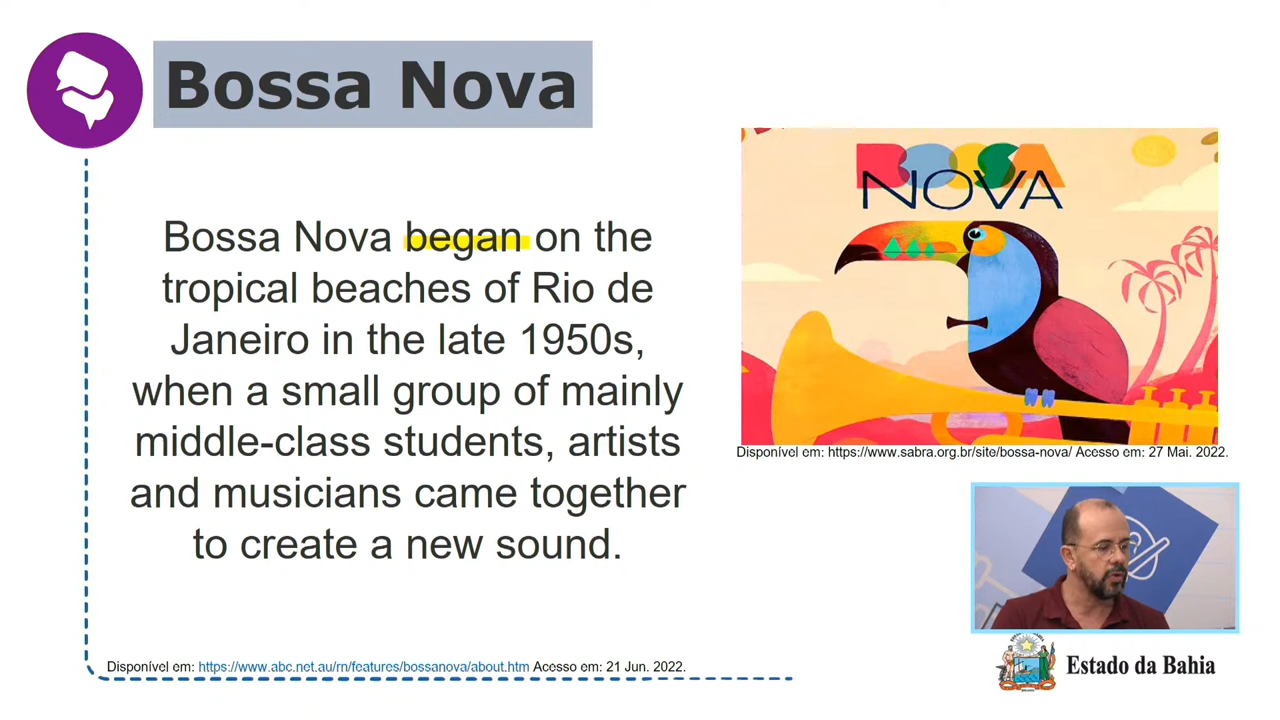 Bossa Nova
Bossa Nova began on the
tropical beaches of Rio de
Janeiro in the late 1950s,
when a small group of mainly
middle-class students, artists
and musicians came together
to create a new sound.
BOSSA
NOVA
Disponível em: https://www.sabra.org.br/site/bossa-nova/ Acesso em: 27 Mai. 2022.
Estado da Bahia
Disponível em: https://www.abc.net.au/rn/features/bossanova/about.htm Acesso em: 21 Jun. 2022.